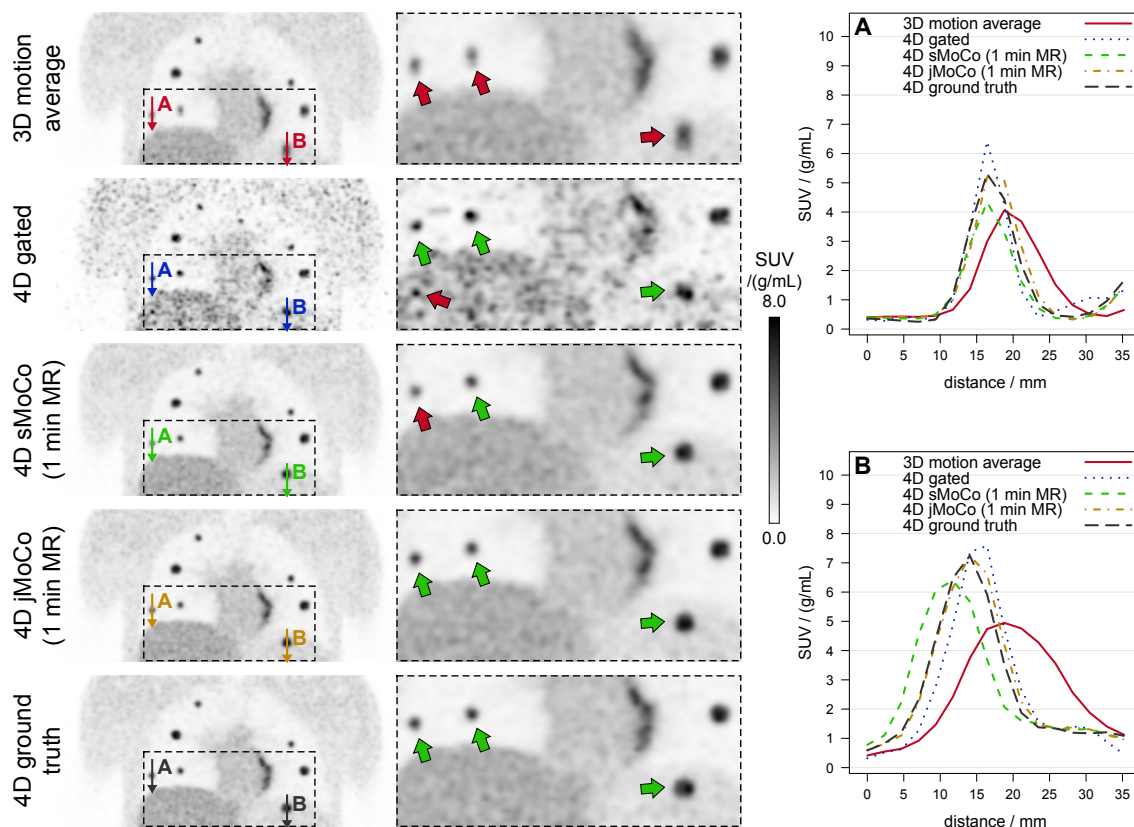 3D motion
average
A
B
4D gated
A
B
4D sMoCo
(1 min MR)
A
B
4D jMoCo
(1 min MR)
A
B
4D ground
truth
A
B
SUV
/(g/mL)
8.0
0.0
A
3D motion average
4D gated
4D sMoCo (1 min MR)
4D jMoCo (1 min MR)
4D ground truth
SUV / (g/mL)
10
9
8
7
6
5
4
3
2
1
0
0 5 10 15 20 25 30 35
distance / mm
B
3D motion average
4D gated
4D sMoCo (1 min MR)
4D jMoCo (1 min MR)
4D ground truth
SUV / (g/mL)
10
9
8
7
6
5
4
3
2
1
0
0 5 10 15 20 25 30 35
distance / mm